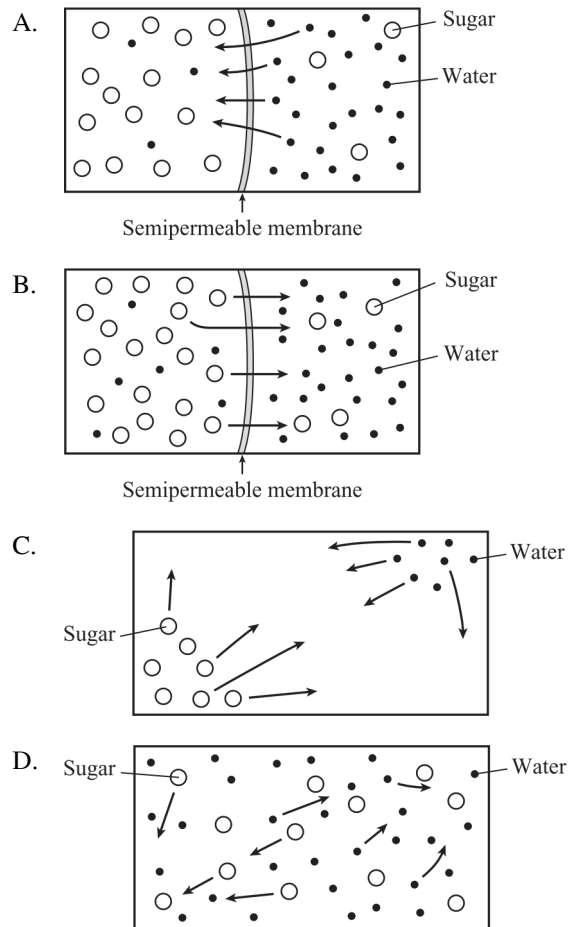 A.
Sugar
Water
Semipermeable membrane
B.
Sugar
Water
Semipermeable membrane
C.
Water
Sugar
D.
Sugar
Water